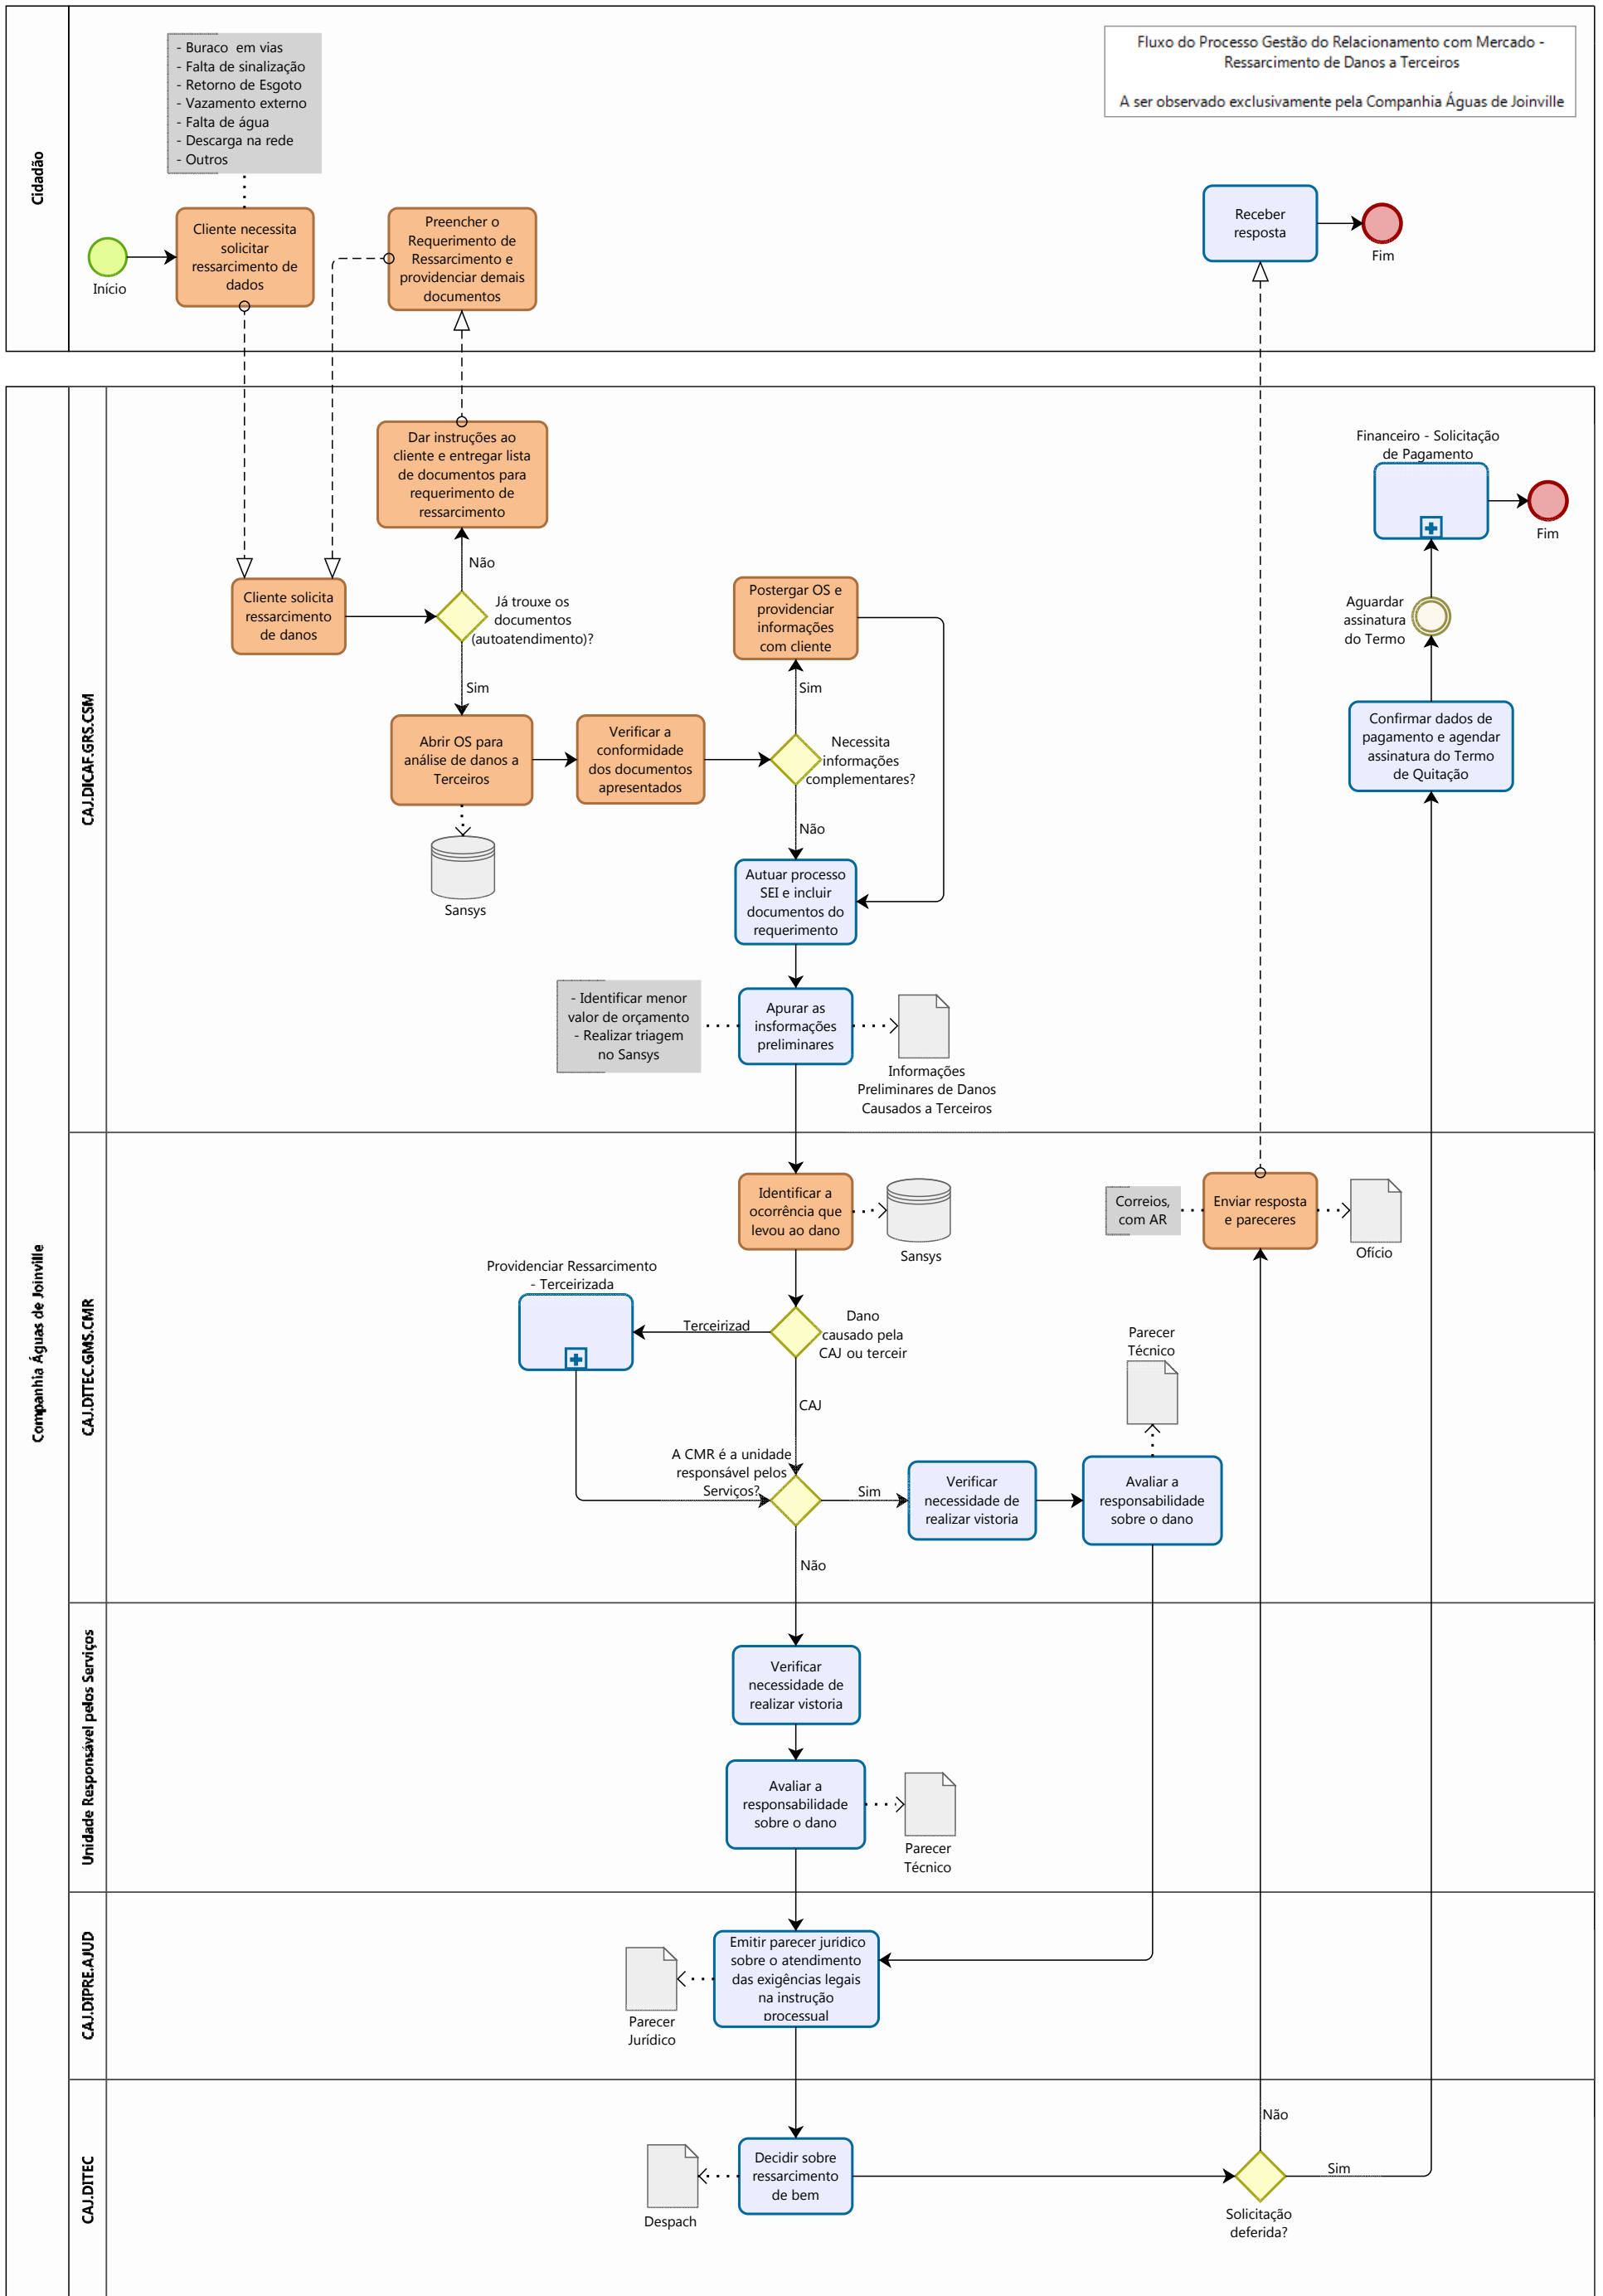 Fluxo do Processo Gestão do Relacionamento com Mercado -
Ressarcimento de Danos a Terceiros
A ser observado exclusivamente pela Companhia Águas de Joinville
Cidadão
- Buraco em vias
- Falta de sinalização
- Retorno de Esgoto
- Vazamento externo
- Falta de água
- Descarga na rede
- Outros
Início
Cliente necessita
solicitar
ressarcimento de
dados
Preencher o
Requerimento de
Ressarcimento e
providenciar demais
documentos
Receber
resposta
Fim
Companhia Águas de Joinville
CAJ.DICAF.GRS.CSM
Dar instruções ao
cliente e entregar lista
de documentos para
requerimento de
ressarcimento
Não
Cliente solicita
ressarcimento
de danos
Já trouxe os
documentos
(autoatendimento)?
Sim
Abrir OS para
análise de danos a
Terceiros
Sansys
Verificar a
conformidade
dos documentos
apresentados
Postergar OS e
providenciar
informações
com cliente
Sim
Necessita
informações
complementares?
Não
Autuar processo
SEI e incluir
documentos do
requerimento
- Identificar menor
valor de orçamento
- Realizar triagem
no Sansys
Apurar as
insformações
preliminares
Informações
Preliminares de Danos
Causados a Terceiros
Financeiro - Solicitação
de Pagamento
Fim
Aguardar
assinatura
do Termo
Confirmar dados de
pagamento e agendar
assinatura do Termo
de Quitação
CAJ.DITEC.GMS.CMR
Identificar a
ocorrência que
levou ao dano
Sansys
Correios,
com AR
Enviar resposta
e pareceres
Ofício
Providenciar Ressarcimento
- Terceirizada
Terceirizad
Dano
causado pela
CAJ ou terceir
CAJ
A CMR é a unidade
responsável pelos
Serviços?
Sim
Verificar
necessidade de
realizar vistoria
Parecer
Técnico
Avaliar a
responsabilidade
sobre o dano
Não
Unidade Responsável pelos Serviços
Verificar
necessidade de
realizar vistoria
Avaliar a
responsabilidade
sobre o dano
Parecer
Técnico
CAJ.DIPRE.AJUD
Emitir parecer juridico
sobre o atendimento
das exigências legais
na instrução
processual
Parecer
Jurídico
CAJ.DITEC
Decidir sobre
ressarcimento
de bem
Despach
Não
Sim
Solicitação
deferida?